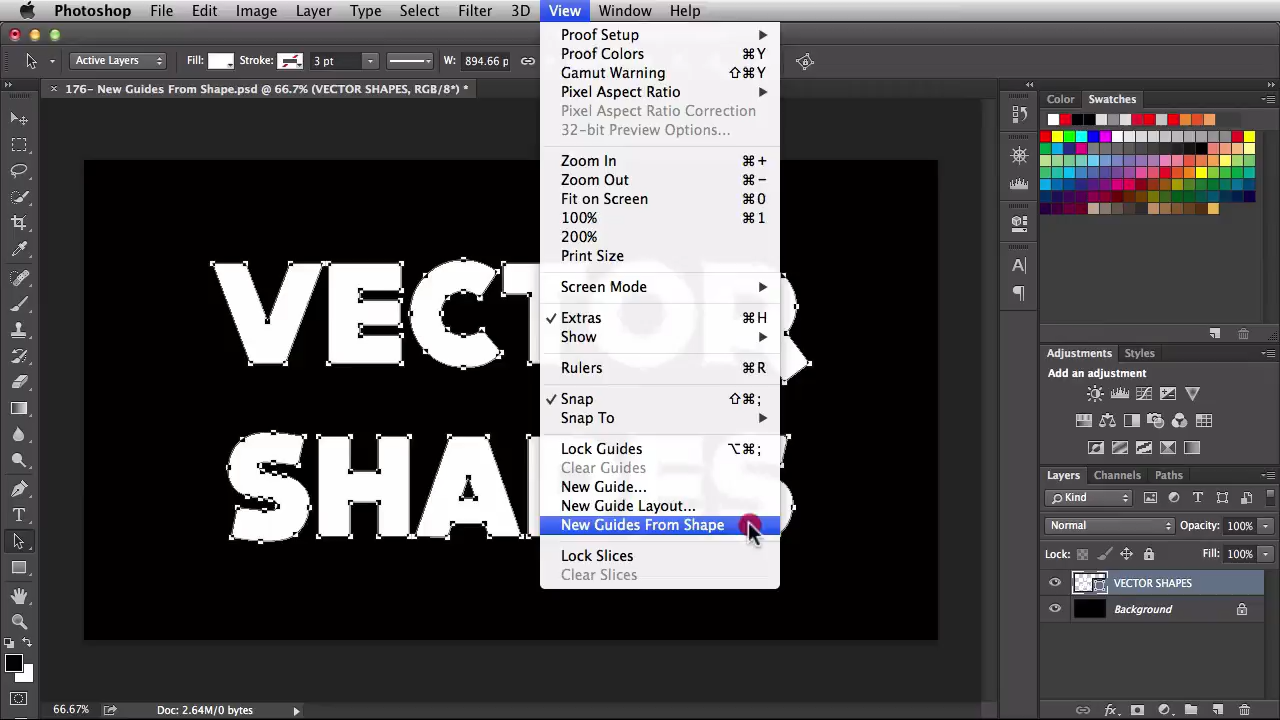 Photoshop File Edit Image Layer Type Select Filter 3D View Window Help
Active Layers Fill: Stroke: 3 pt W: 894.66 p
× 176- New Guides From Shape.psd @ 66.7% (VECTOR SHAPES, RGB/8*) *
Proof Setup
Proof Colors ⌘Y
Gamut Warning ⇧⌘Y
Pixel Aspect Ratio
Pixel Aspect Ratio Correction
32-bit Preview Options...
Zoom In ⌘+
Zoom Out ⌘−
Fit on Screen ⌘0
100% ⌘1
200%
Print Size
Screen Mode
✓ Extras ⌘H
Show
Rulers ⌘R
✓ Snap ⇧⌘;
Snap To
Lock Guides ⌥⌘;
Clear Guides
New Guide...
New Guide Layout...
New Guides From Shape
Lock Slices
Clear Slices
VECTOR
SHAPES
Color Swatches
Adjustments Styles
Add an adjustment
Layers Channels Paths
Kind
Normal Opacity: 100%
Lock: Fill: 100%
VECTOR SHAPES
Background
66.67% Doc: 2.64M/0 bytes